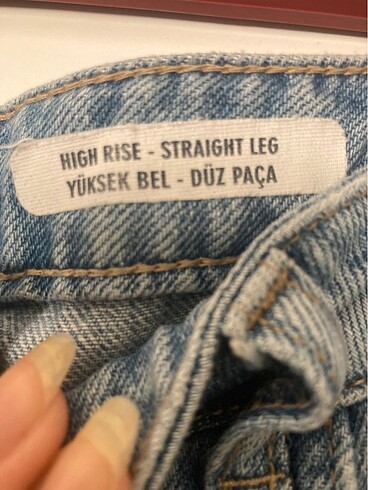 HIGH RISE - STRAIGHT LEG
YÜKSEK BEL - DÜZ PAÇA